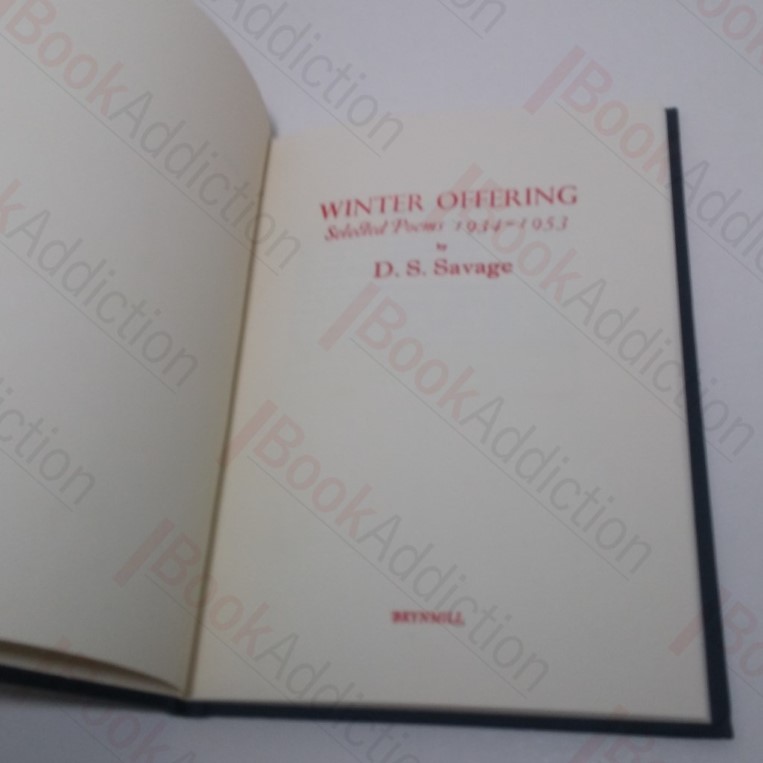 WINTER OFFERING
Selected Poems 1934-1953
by
D. S. Savage
BRYNMILL
BookAddiction